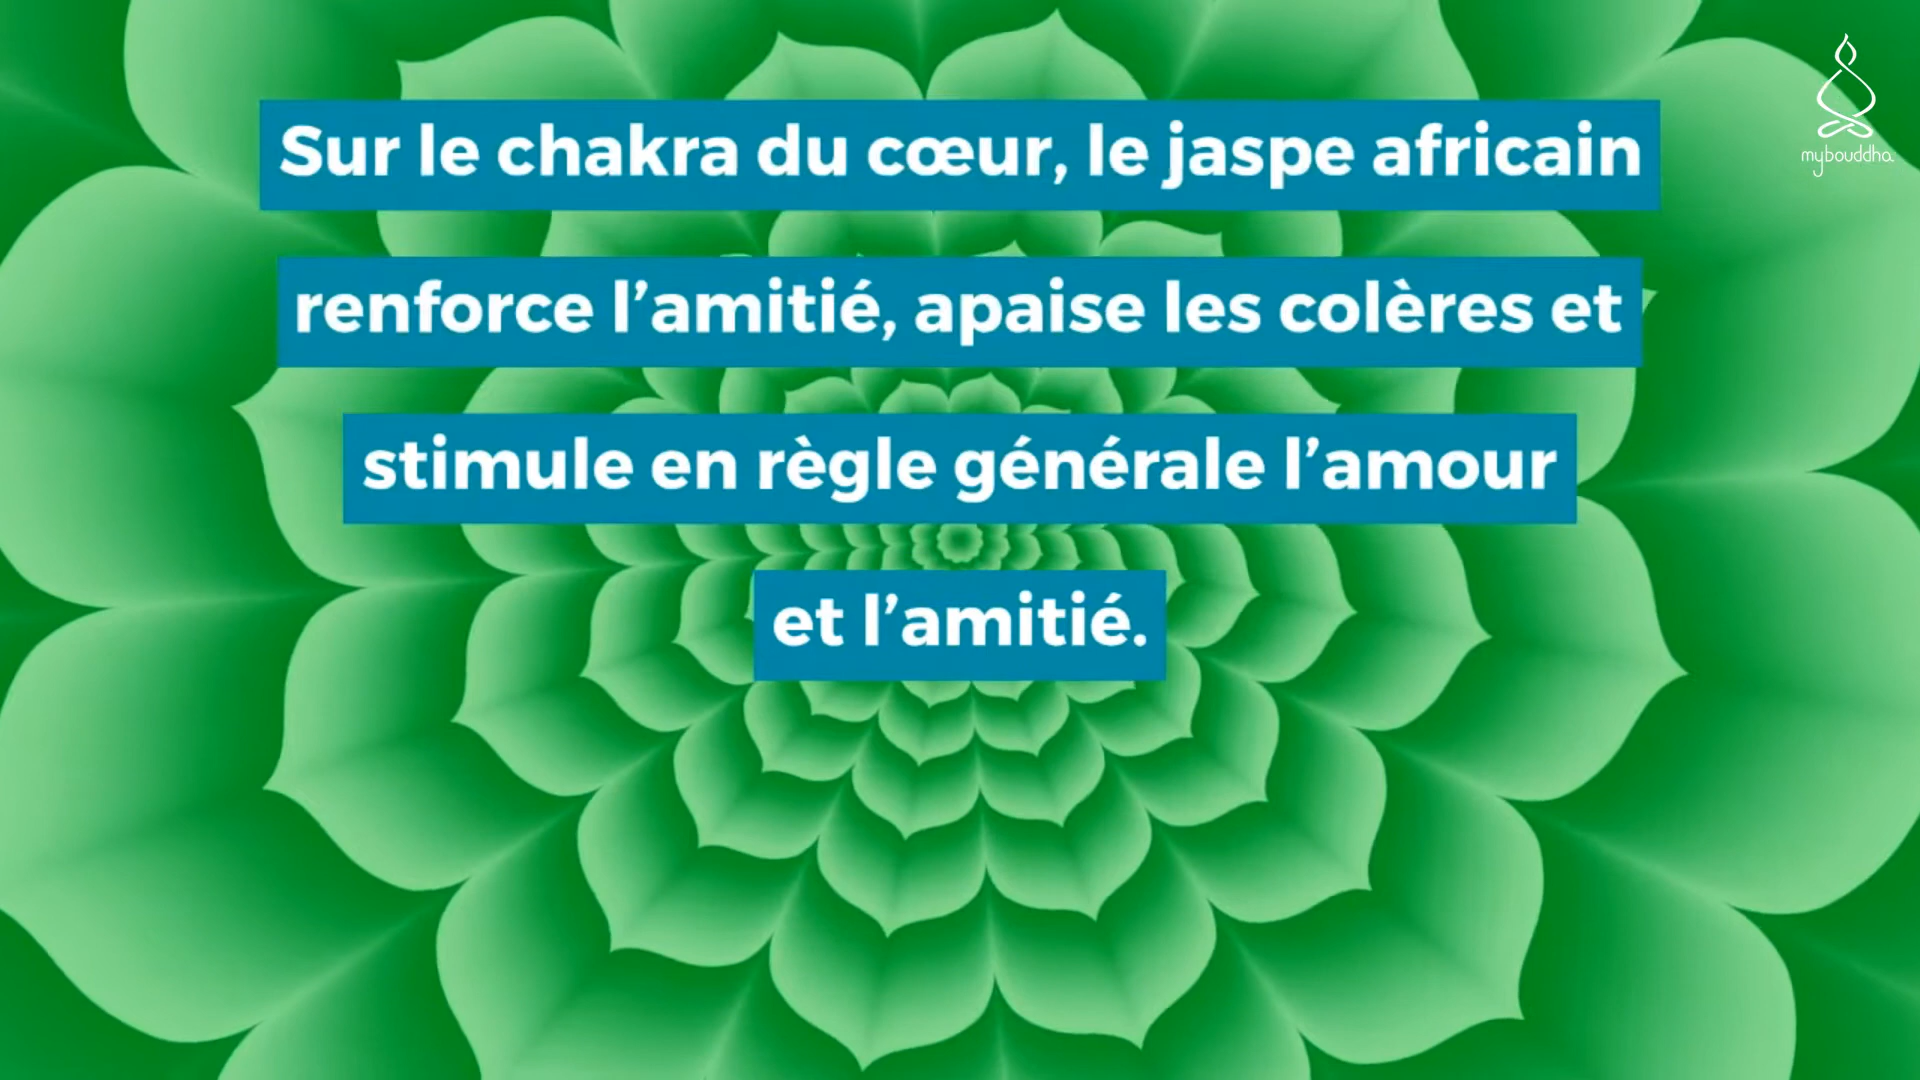 Sur le chakra du cœur, le jaspe africain
renforce l’amitié, apaise les colères et
stimule en règle générale l’amour
et l’amitié.
mybouddha